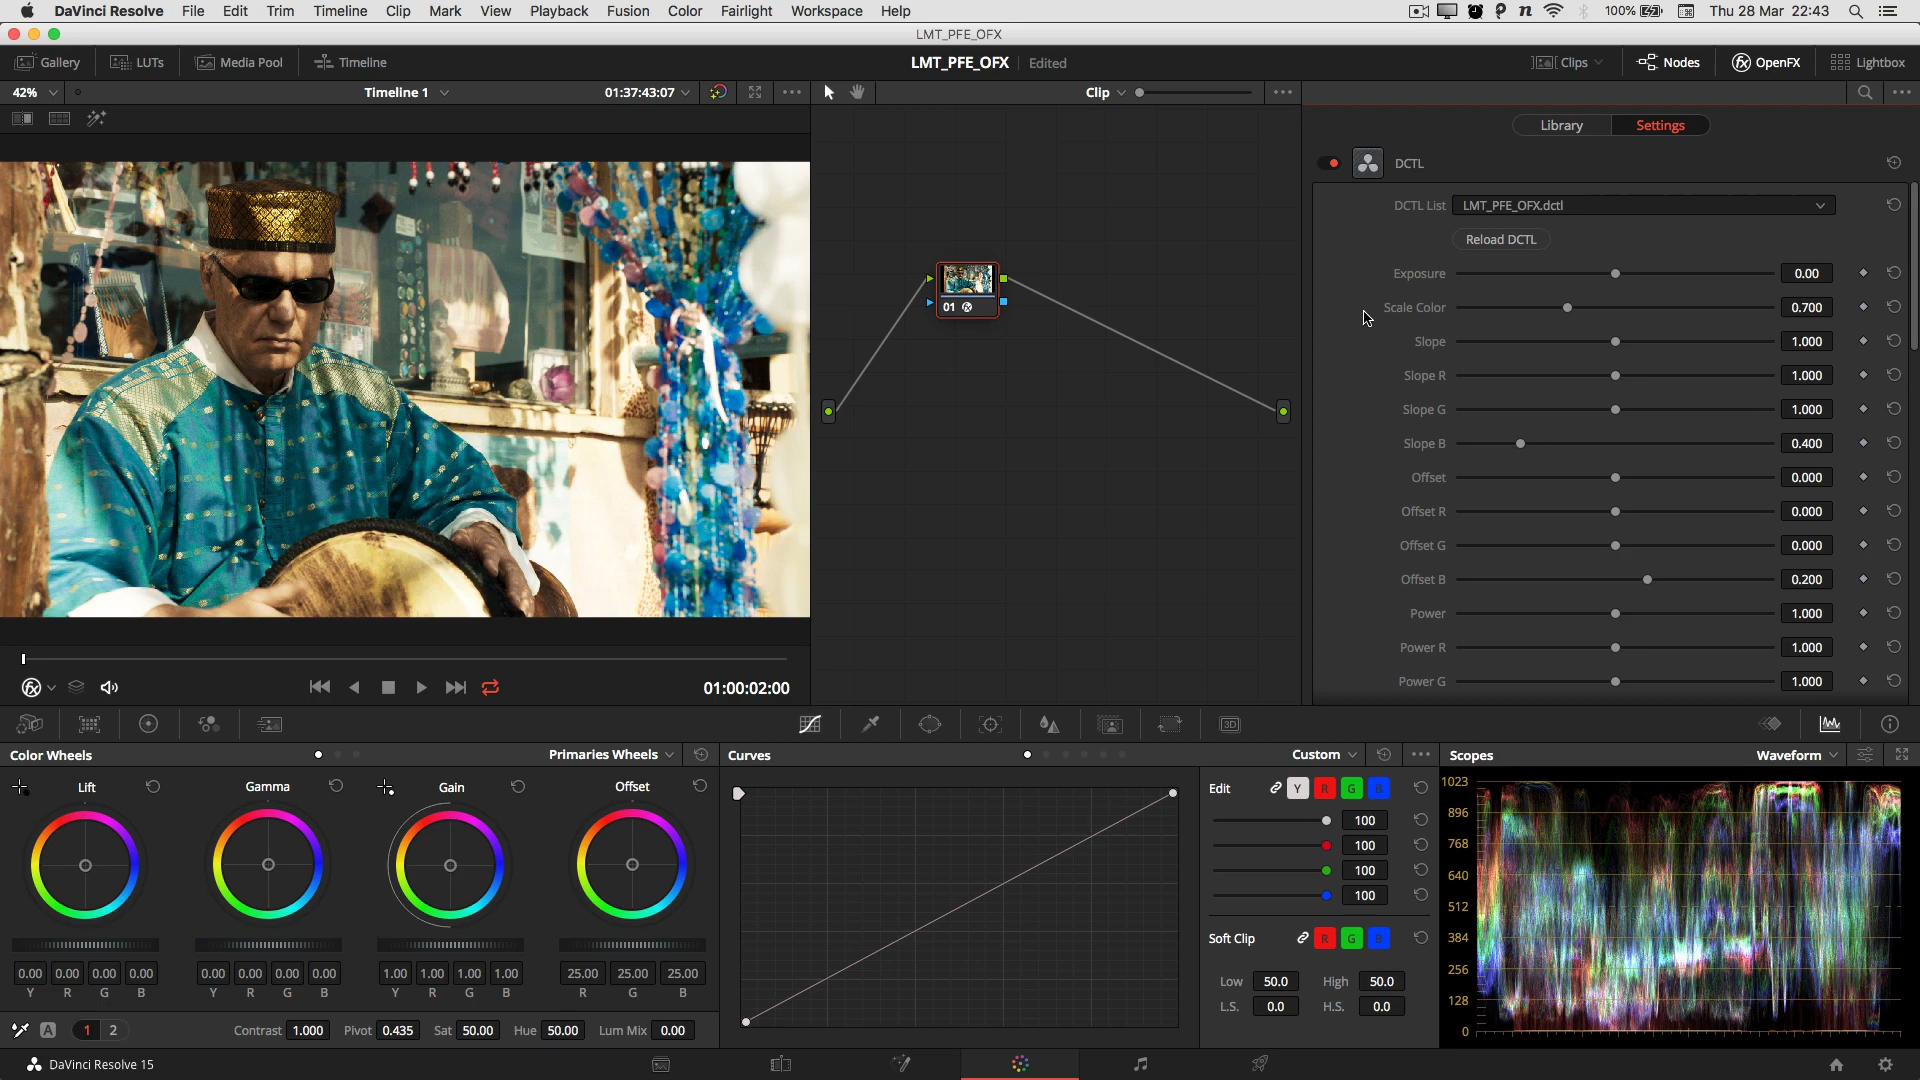 DaVinci Resolve File Edit Trim Timeline Clip Mark View Playback Fusion Color Fairlight Workspace Help 100% Thu 28 Mar 22:43
LMT_PFE_OFX
Gallery LUTs Media Pool Timeline LMT_PFE_OFX Edited Clips Nodes OpenFX Lightbox
42% Timeline 1 01:37:43:07 Clip
Library Settings
DCTL
DCTL List LMT_PFE_OFX.dctl
Reload DCTL
Exposure 0.00
Scale Color 0.700
Slope 1.000
Slope R 1.000
Slope G 1.000
Slope B 0.400
Offset 0.000
Offset R 0.000
Offset G 0.000
Offset B 0.200
Power 1.000
Power R 1.000
Power G 1.000
01
01:00:02:00
3D
Color Wheels Primaries Wheels Curves Custom Scopes Waveform
Lift Gamma Gain Offset
0.00 0.00 0.00 0.00 0.00 0.00 0.00 0.00 1.00 1.00 1.00 1.00 25.00 25.00 25.00
Y R G B Y R G B Y R G B R G B
A 1 2 Contrast 1.000 Pivot 0.435 Sat 50.00 Hue 50.00 Lum Mix 0.00
Edit Y R G B
100
100
100
100
Soft Clip R G B
Low 50.0 High 50.0
L.S. 0.0 H.S. 0.0
1023
896
768
640
512
384
256
128
0
DaVinci Resolve 15